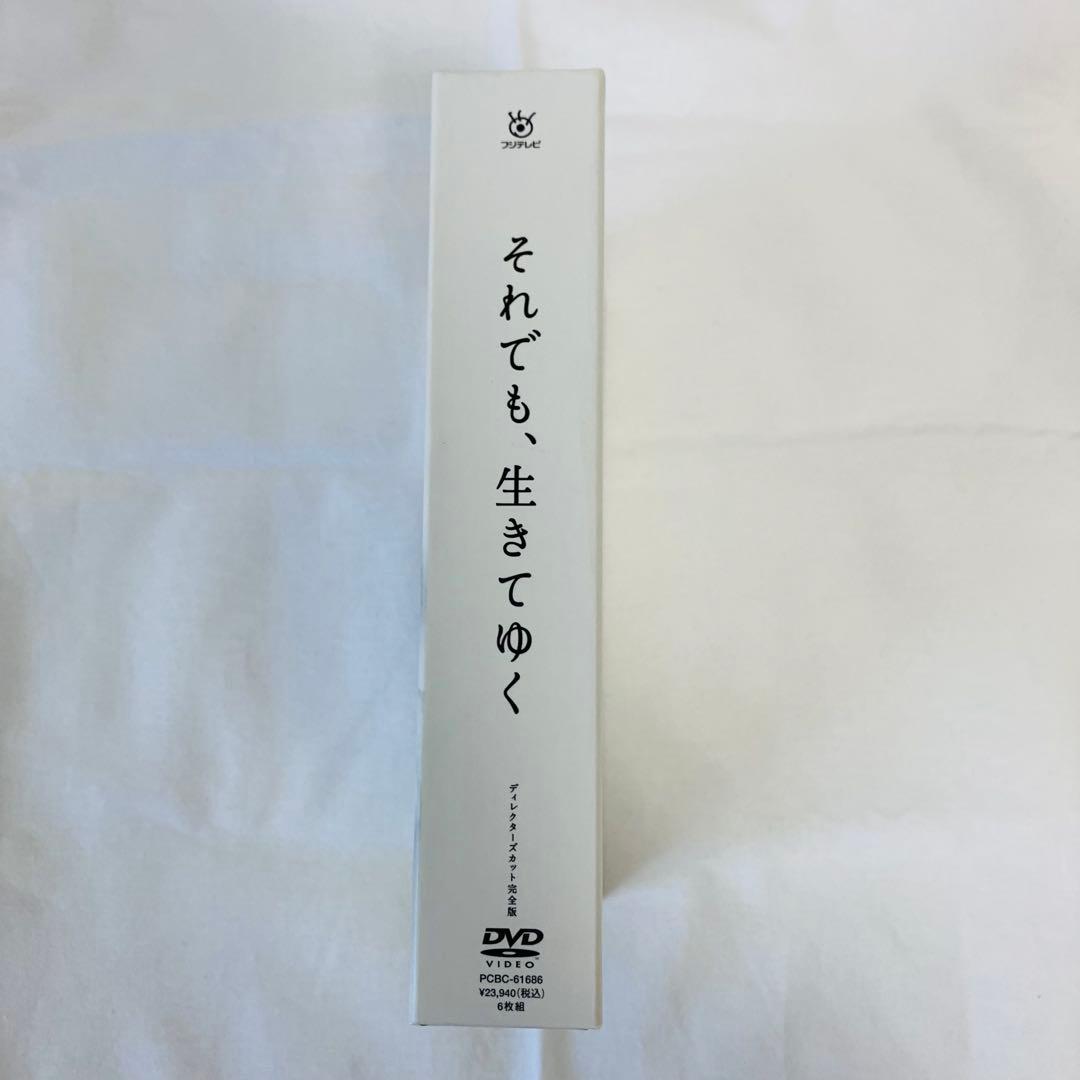 フジテレビ
それでも、生きてゆく
ディレクターズカット完全版
DVD
VIDEO™
PCBC-61686
¥23,940(税込)
6枚組